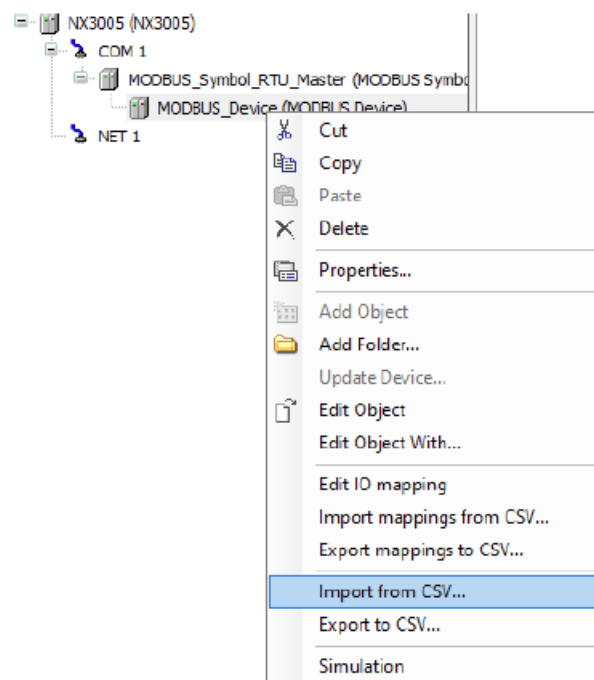 NX3005 (NX3005)
COM 1
MODBUS_Symbol_RTU_Master (MODBUS Symbo
MODBUS_Device (MODBUS Device)
NET 1
Cut
Copy
Paste
Delete
Properties...
Add Object
Add Folder...
Update Device...
Edit Object
Edit Object With...
Edit IO mapping
Import mappings from CSV...
Export mappings to CSV...
Import from CSV...
Export to CSV...
Simulation